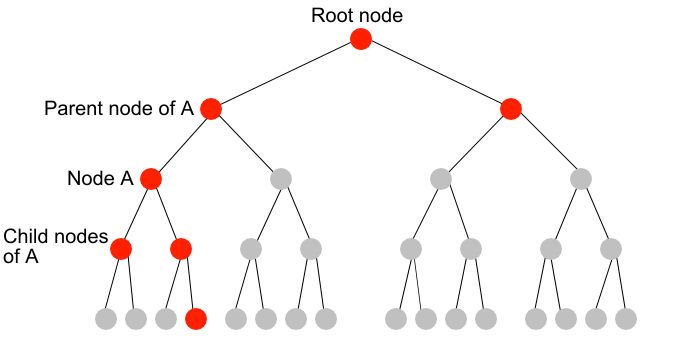 Root node
Parent node of A
Node A
Child nodes
of A